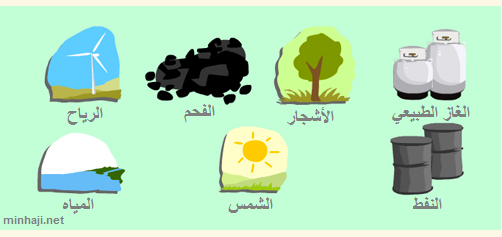 الغاز الطبيعي
الأشجار
الفحم
الرياح
النفط
الشمس
المياه
minhaji.net